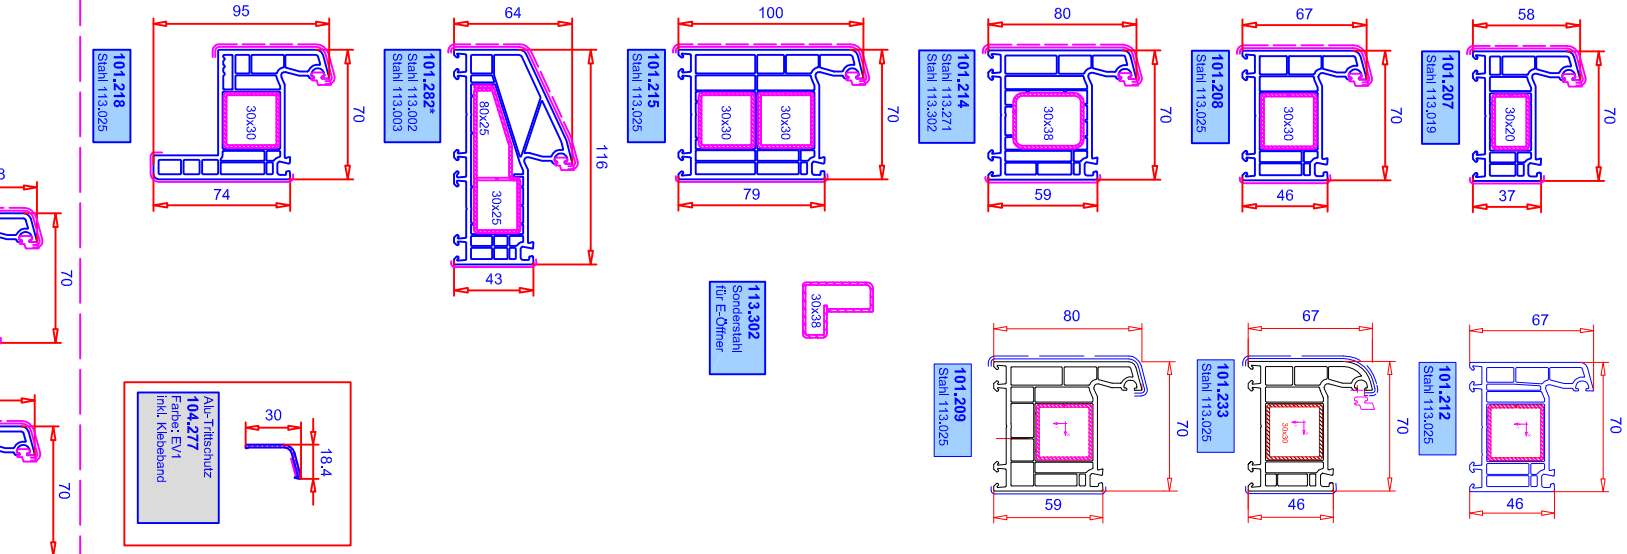 95
101.218
Stahl 113.025
30x30
70
74
64
101.282*
Stahl 113.002
Stahl 113.003
80x25
30x25
116
43
100
101.215
Stahl 113.025
30x30
30x30
70
79
80
101.214
Stahl 113.271
Stahl 113.302
30x38
70
59
67
101.208
Stahl 113.025
30x30
70
46
58
101.207
Stahl 113.019
30x20
70
37
8
70
70
113.302
Sonderstahl
für E-Öffner
30x38
80
101.209
Stahl 113.025
70
59
67
101.233
Stahl 113.025
30x30
70
46
67
101.212
Stahl 113.025
70
46
Alu-Trittschutz
104.277
Farbe: EV1
inkl. Klebeband
30
18.4